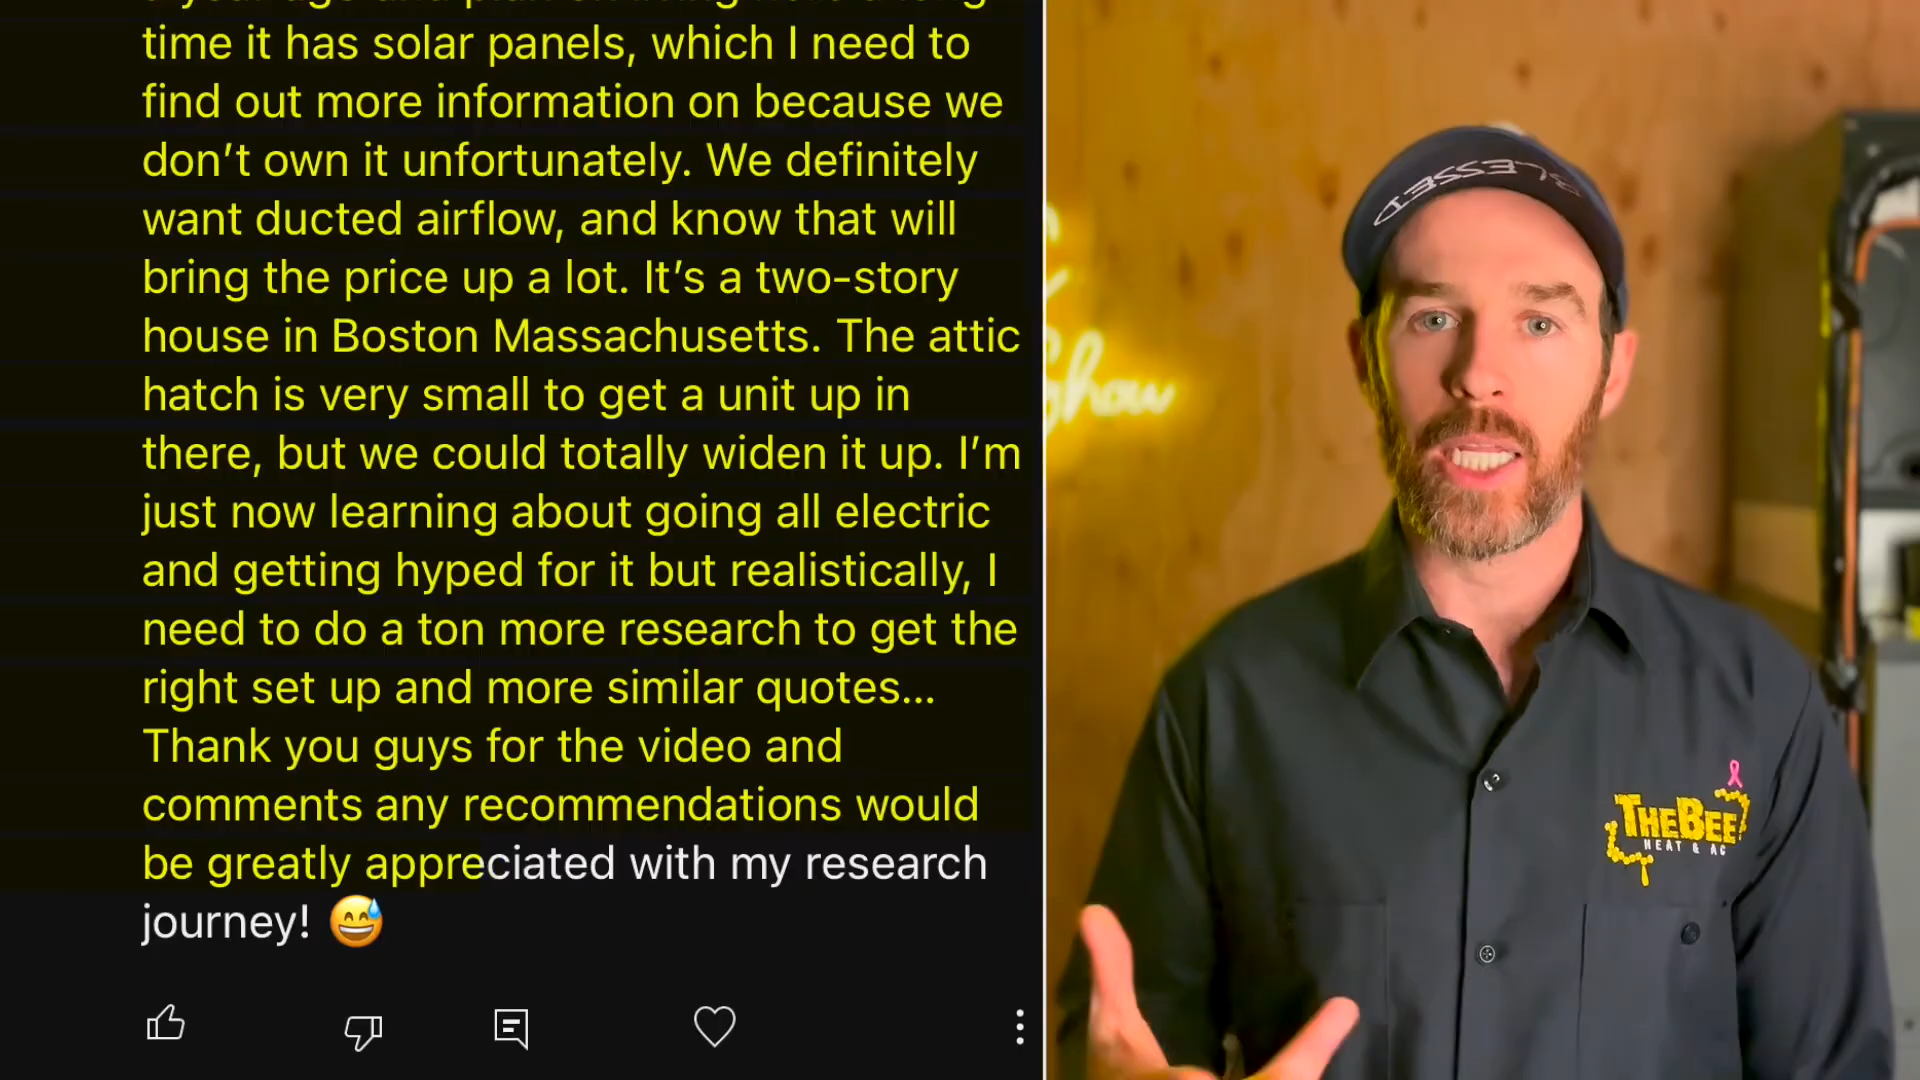 time it has solar panels, which I need to
find out more information on because we
don’t own it unfortunately. We definitely
want ducted airflow, and know that will
bring the price up a lot. It’s a two-story
house in Boston Massachusetts. The attic
hatch is very small to get a unit up in
there, but we could totally widen it up. I’m
just now learning about going all electric
and getting hyped for it but realistically, I
need to do a ton more research to get the
right set up and more similar quotes...
Thank you guys for the video and
comments any recommendations would
be greatly appreciated with my research
journey! 😅
BLESSED
Show
THE BEE
HEAT & AC